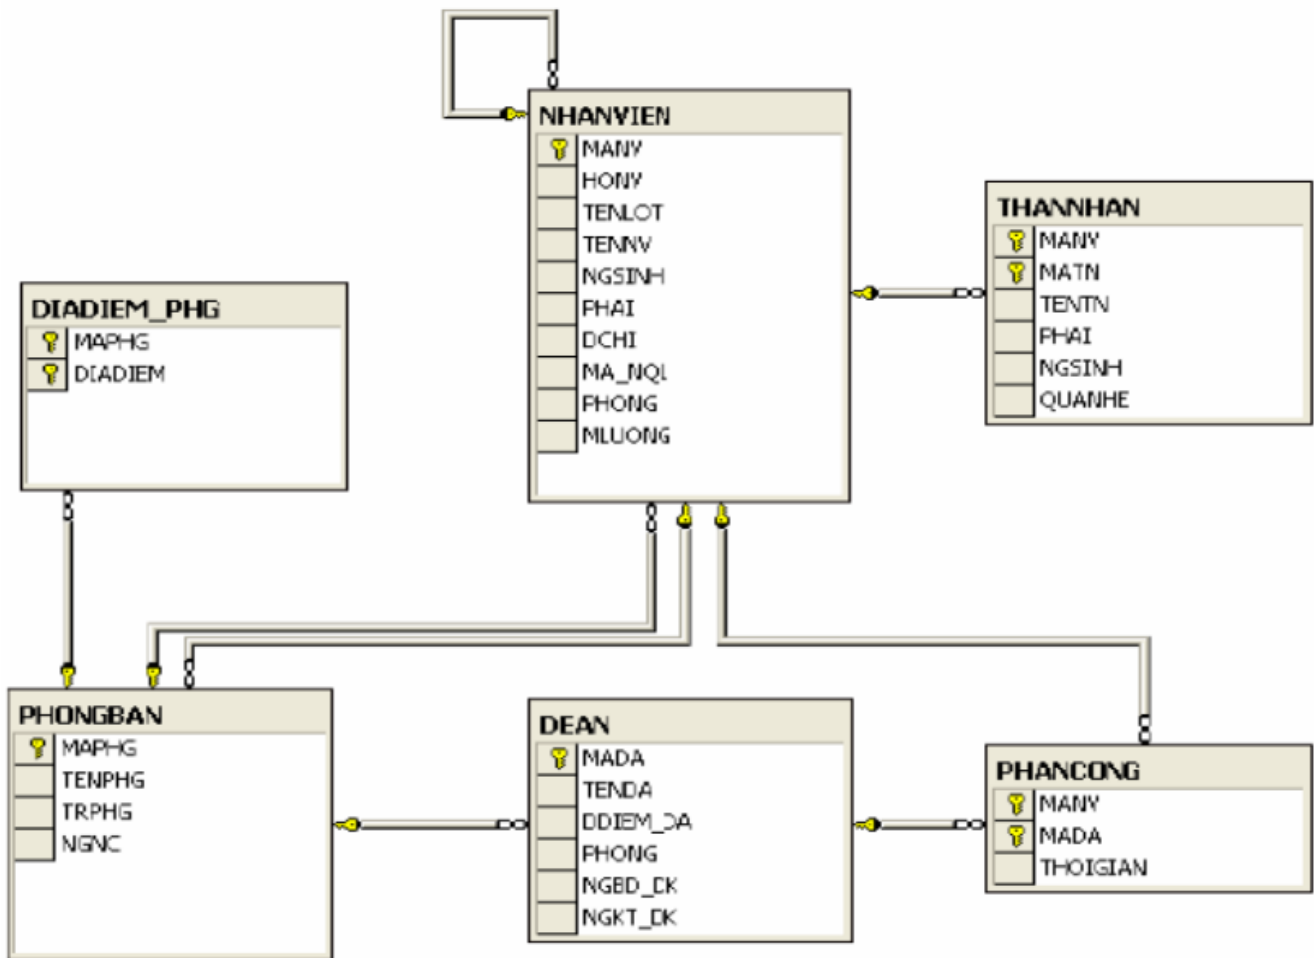 NHANVIEN
MANV
HONV
TENLOT
TENNV
NGSINH
PHAI
DCHI
MA_NQL
PHONG
MLUONG
THANNHAN
MANV
MATN
TENTN
PHAI
NGSINH
QUANHE
DIADIEM_PHG
MAPHG
DIADIEM
PHONGBAN
MAPHG
TENPHG
TRPHG
NGNC
DEAN
MADA
TENDA
DDIEM_DA
PHONG
NGBD_DK
NGKT_DK
PHANCONG
MANV
MADA
THOIGIAN